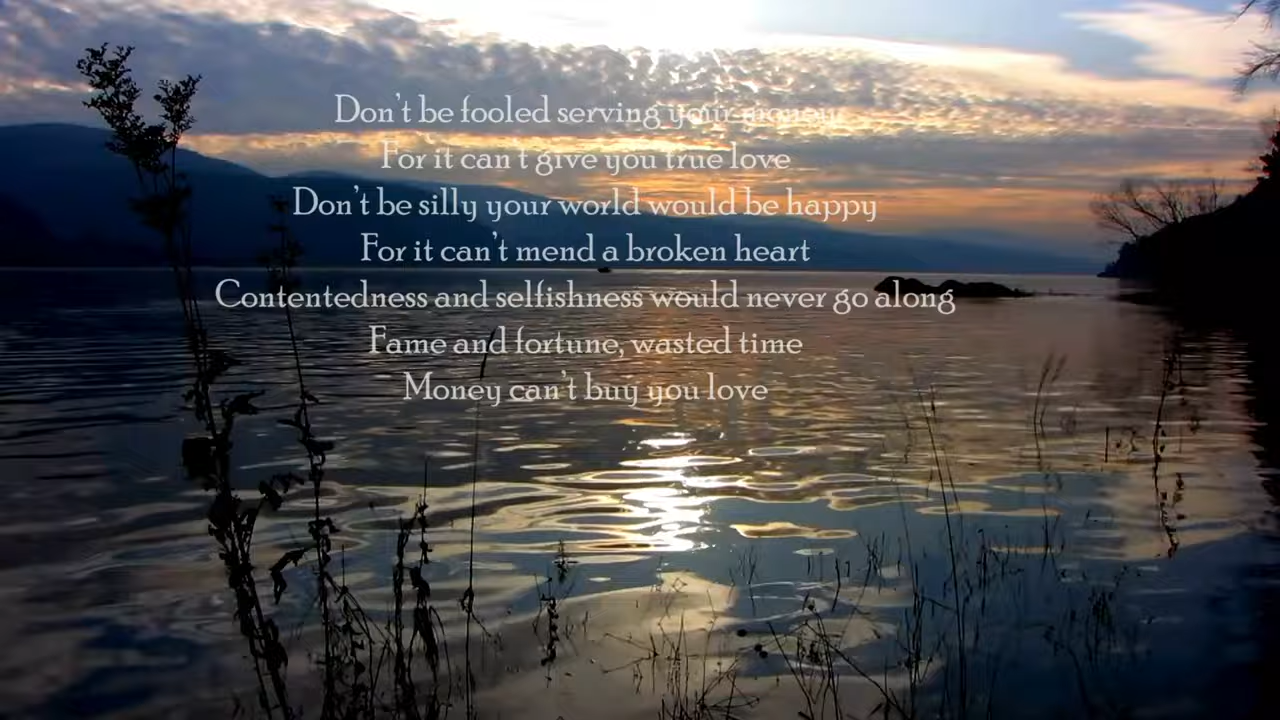 Don't be fooled serving your money
For it can't give you true love
Don't be silly your world would be happy
For it can't mend a broken heart
Contentedness and selfishness would never go along
Fame and fortune, wasted time
Money can't buy you love